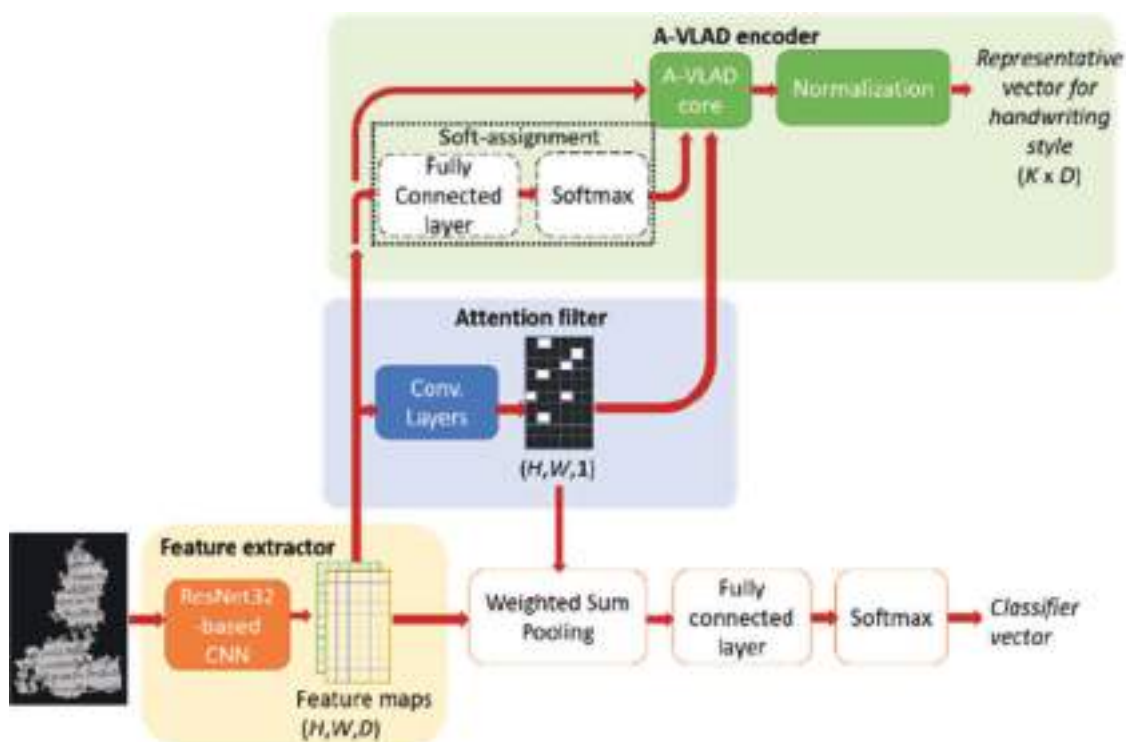 A-VLAD encoder
A-VLAD
core
Normalization
Representative
vector for
handwriting
style
(K x D)
Soft-assignment
Fully
Connected
layer
Softmax
Attention filter
Conv.
Layers
(H,W,1)
Feature extractor
ResNet32
-based
CNN
Feature maps
(H,W,D)
Weighted Sum
Pooling
Fully
connected
layer
Softmax
Classifier
vector